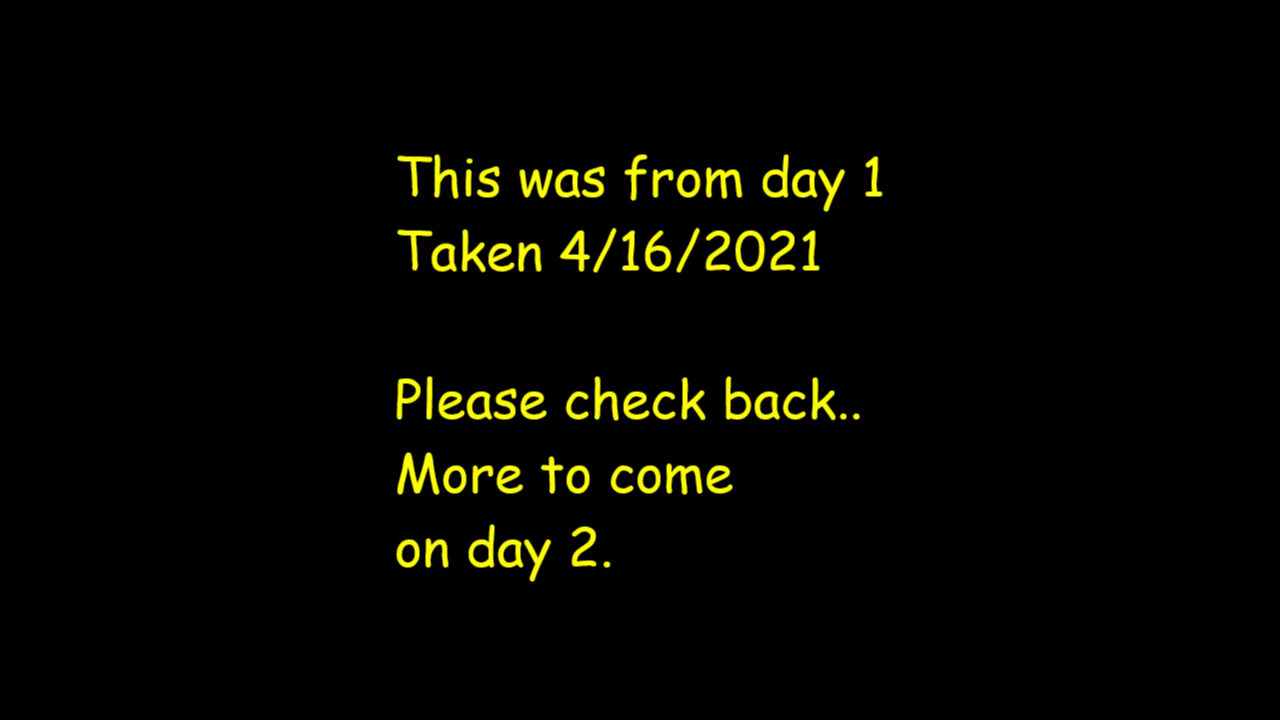 This was from day 1
Taken 4/16/2021
Please check back..
More to come
on day 2.